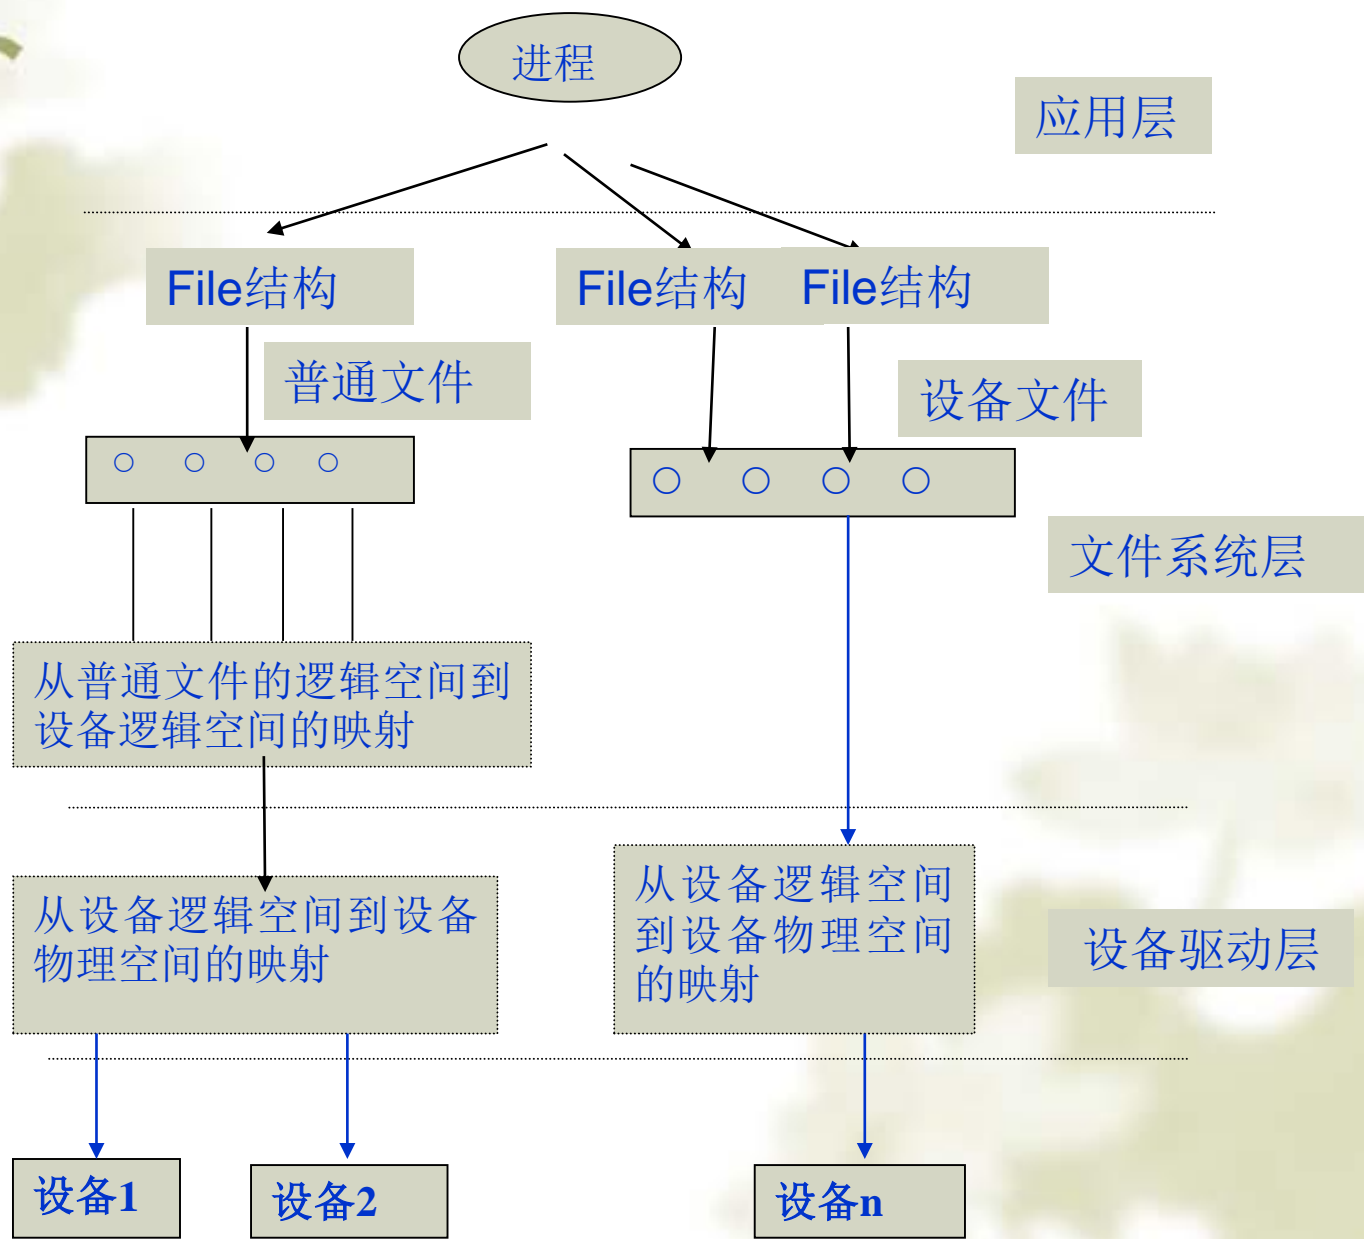 进程
应用层
File结构
File结构
File结构
普通文件
设备文件
○ ○ ○ ○
○ ○ ○ ○
文件系统层
从普通文件的逻辑空间到
设备逻辑空间的映射
从设备逻辑空间到设备
物理空间的映射
从设备逻辑空间
到设备物理空间
的映射
设备驱动层
设备1
设备2
设备n